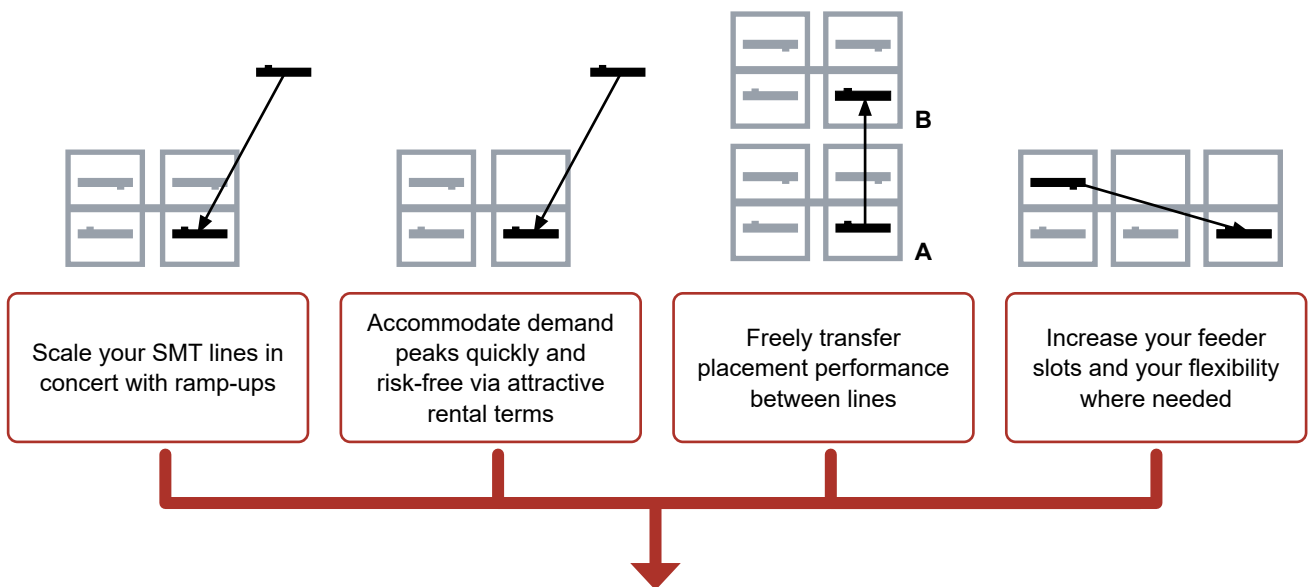 B
A
Scale your SMT lines in
concert with ramp-ups
Accommodate demand
peaks quickly and
risk-free via attractive
rental terms
Freely transfer
placement performance
between lines
Increase your feeder
slots and your flexibility
where needed